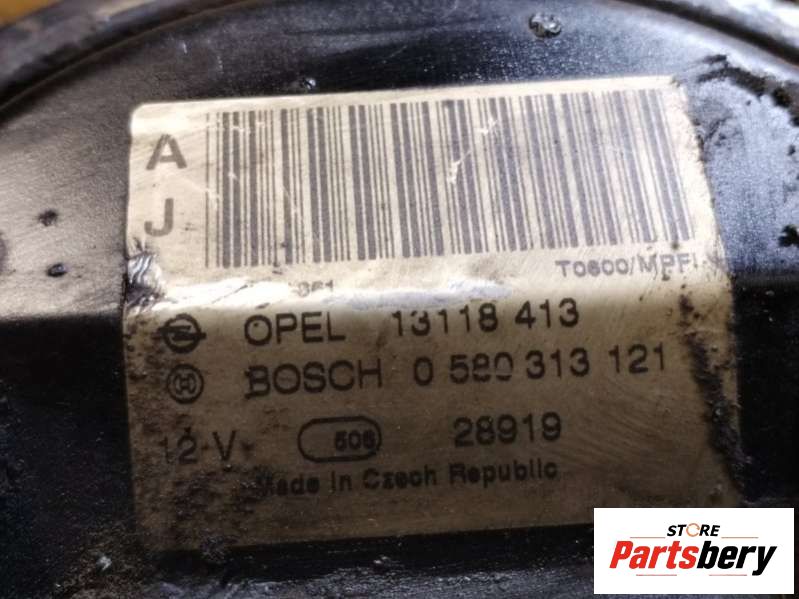 A
J
T0600/MPFI
961
OPEL 13118 413
BOSCH 0 580 313 121
12 V 506 28919
Made in Czech Republic
STORE
Partsbery